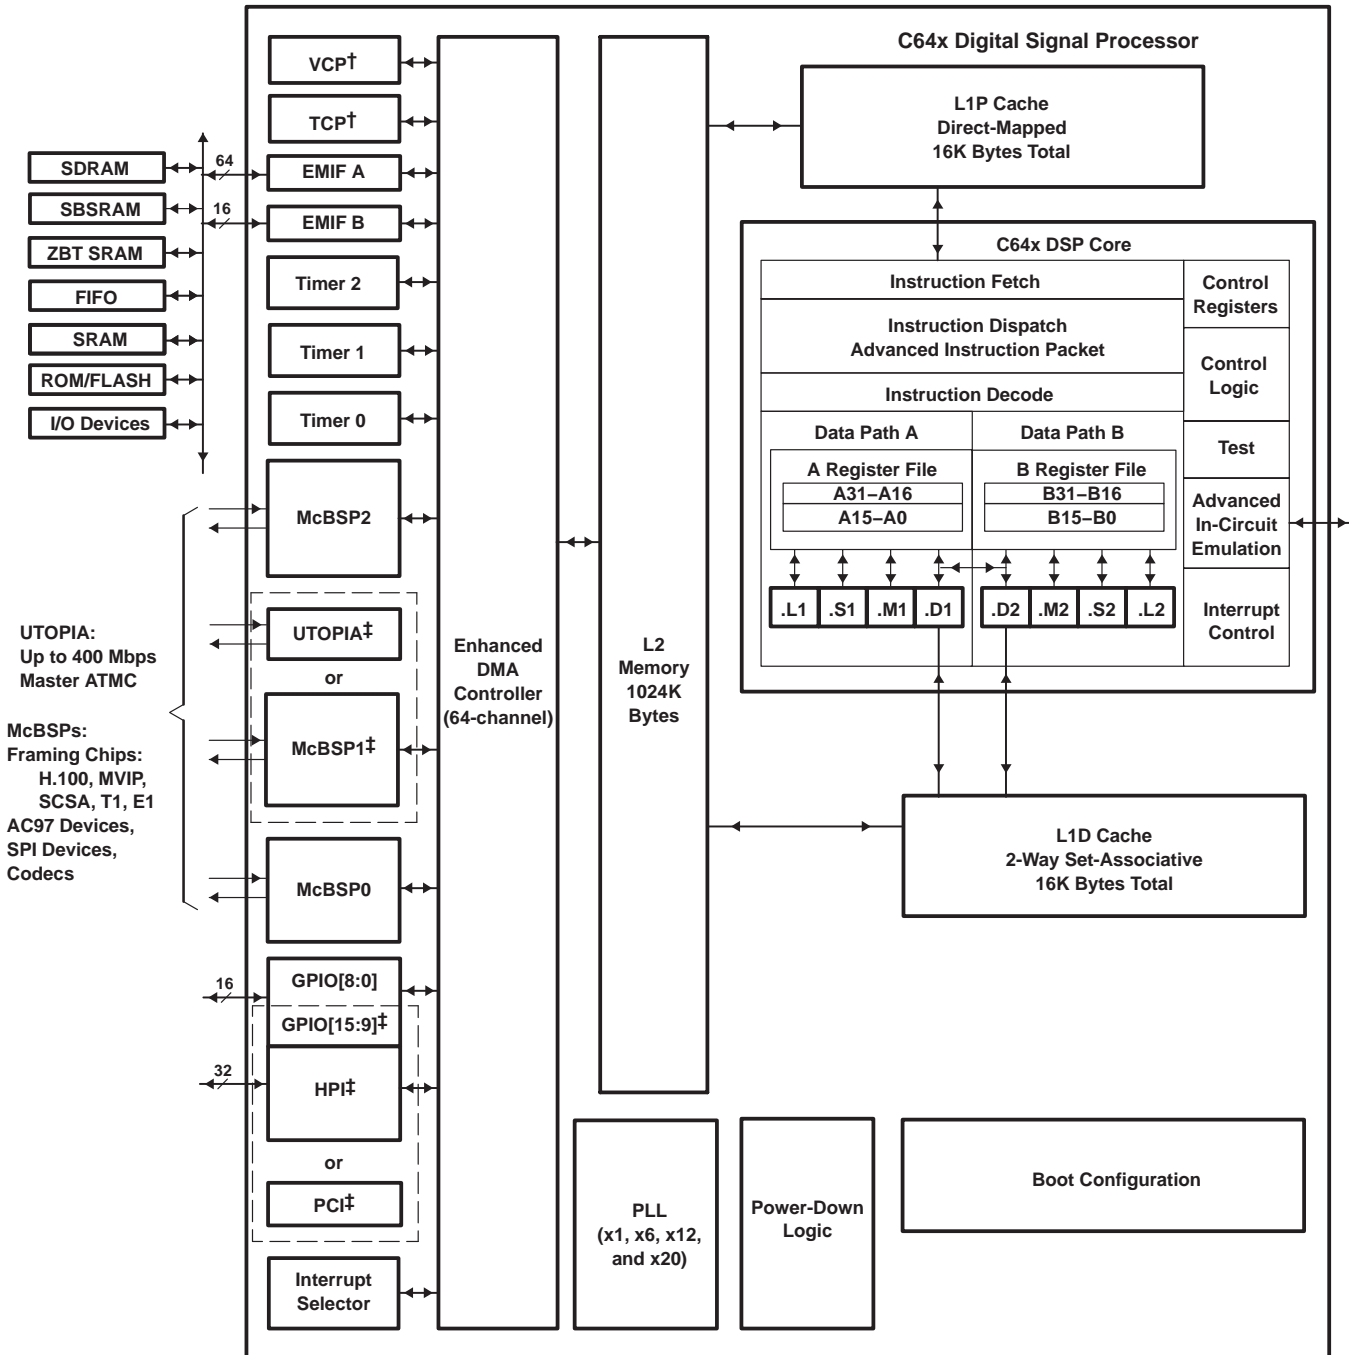 C64x Digital Signal Processor
VCP†
TCP†
EMIF A
EMIF B
Timer 2
Timer 1
Timer 0
McBSP2
UTOPIA‡
or
McBSP1‡
McBSP0
GPIO[8:0]
GPIO[15:9]‡
HPI‡
or
PCI‡
Interrupt
Selector
64
16
16
32
SDRAM
SBSRAM
ZBT SRAM
FIFO
SRAM
ROM/FLASH
I/O Devices
UTOPIA:
Up to 400 Mbps
Master ATMC
McBSPs:
Framing Chips:
H.100, MVIP,
SCSA, T1, E1
AC97 Devices,
SPI Devices,
Codecs
Enhanced
DMA
Controller
(64-channel)
L2
Memory
1024K
Bytes
L1P Cache
Direct-Mapped
16K Bytes Total
C64x DSP Core
Instruction Fetch
Instruction Dispatch
Advanced Instruction Packet
Instruction Decode
Data Path A
Data Path B
A Register File
A31–A16
A15–A0
B Register File
B31–B16
B15–B0
.L1
.S1
.M1
.D1
.D2
.M2
.S2
.L2
Control
Registers
Control
Logic
Test
Advanced
In-Circuit
Emulation
Interrupt
Control
L1D Cache
2-Way Set-Associative
16K Bytes Total
PLL
(x1, x6, x12,
and x20)
Power-Down
Logic
Boot Configuration